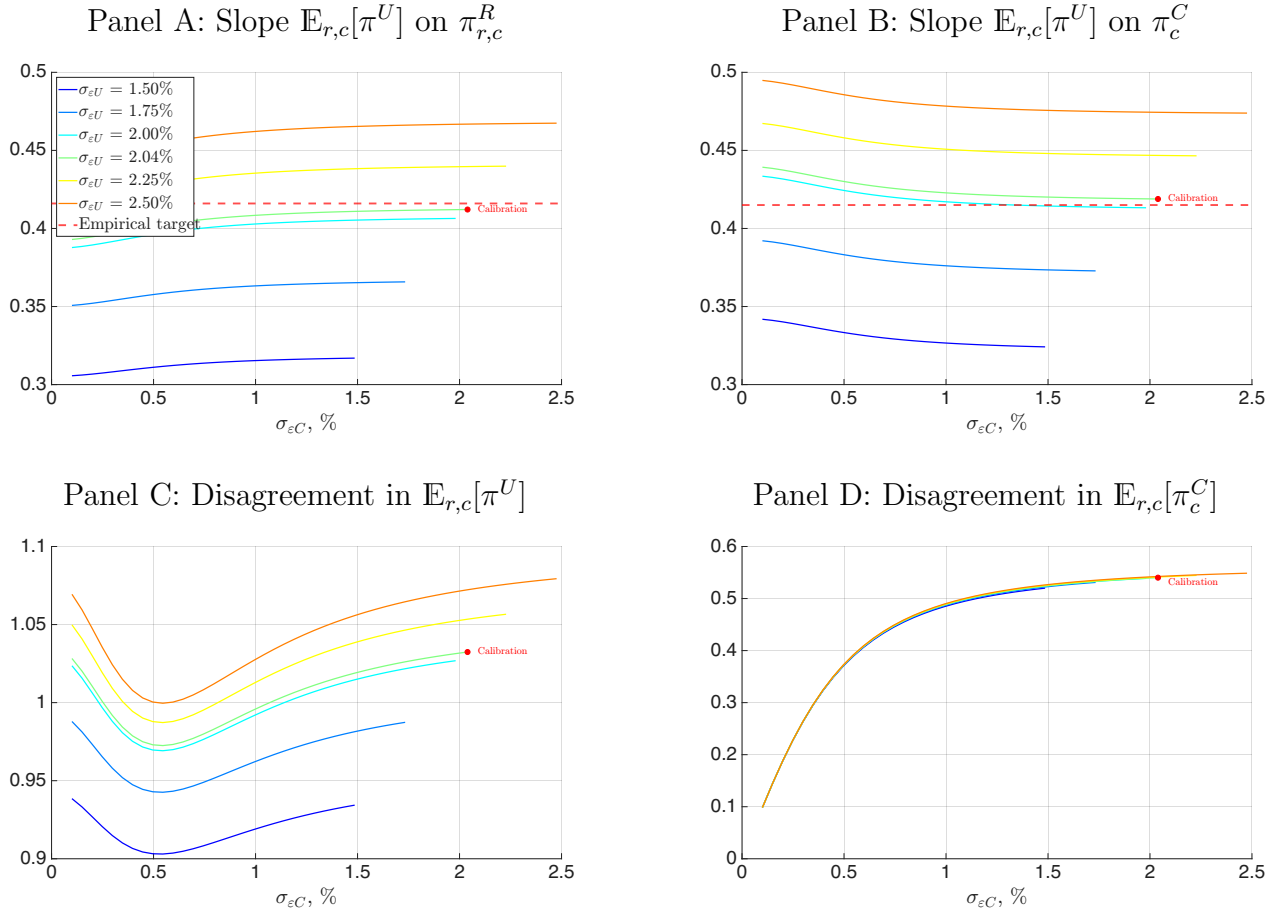 Panel A: Slope 𝔼_{r,c}[π^U] on π^R_{r,c}
0.5
0.45
0.4
0.35
0.3
0
0.5
1
1.5
2
2.5
σ_{εC}, %
σ_{εU} = 1.50%
σ_{εU} = 1.75%
σ_{εU} = 2.00%
σ_{εU} = 2.04%
σ_{εU} = 2.25%
σ_{εU} = 2.50%
Empirical target
Calibration
Panel B: Slope 𝔼_{r,c}[π^U] on π^C_c
0.5
0.45
0.4
0.35
0.3
0
0.5
1
1.5
2
2.5
σ_{εC}, %
Calibration
Panel C: Disagreement in 𝔼_{r,c}[π^U]
1.1
1.05
1
0.95
0.9
0
0.5
1
1.5
2
2.5
σ_{εC}, %
Calibration
Panel D: Disagreement in 𝔼_{r,c}[π^C_c]
0.6
0.5
0.4
0.3
0.2
0.1
0
0
0.5
1
1.5
2
2.5
σ_{εC}, %
Calibration